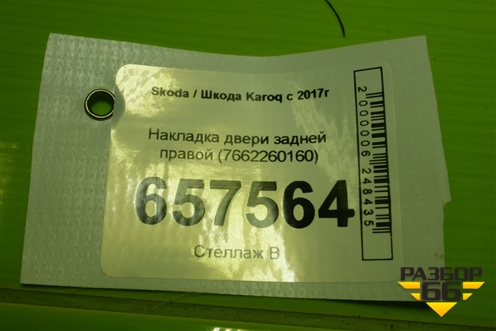 Skoda / Шкода Karoq с 2017г
Накладка двери задней
правой (7662260160)
657564
Стеллаж В
2000006248435
РАЗБОР
66